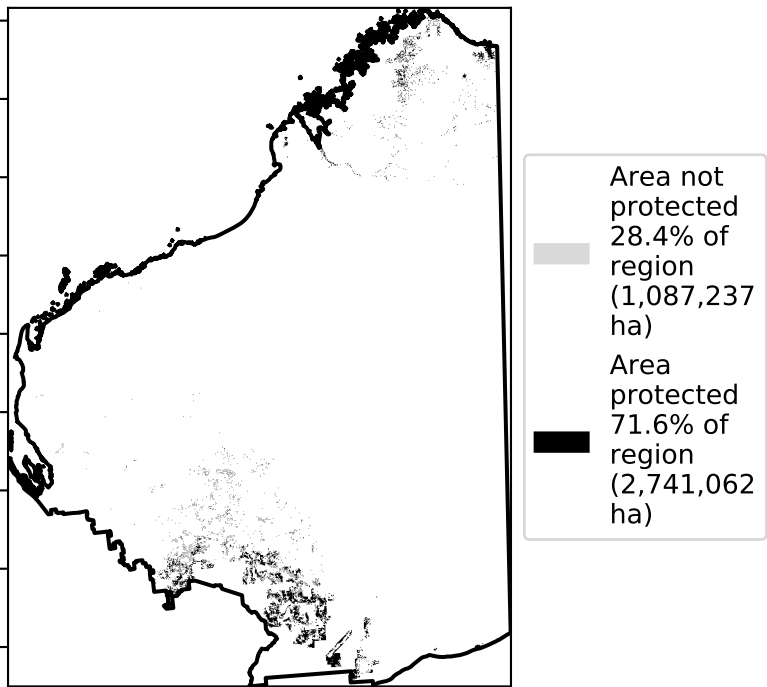 Area not
protected
28.4% of
region
(1,087,237
ha)
Area
protected
71.6% of
region
(2,741,062
ha)